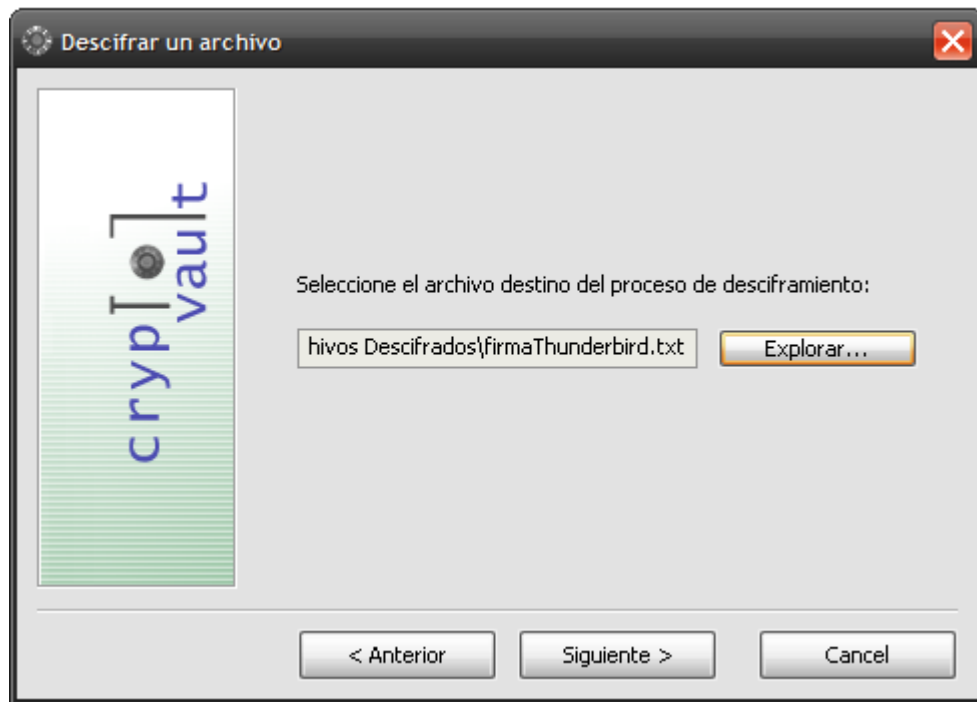 Descifrar un archivo
crypTol
vault
Seleccione el archivo destino del proceso de desciframiento:
hivos Descifrados\firmaThunderbird.txt
Explorar...
< Anterior
Siguiente >
Cancel